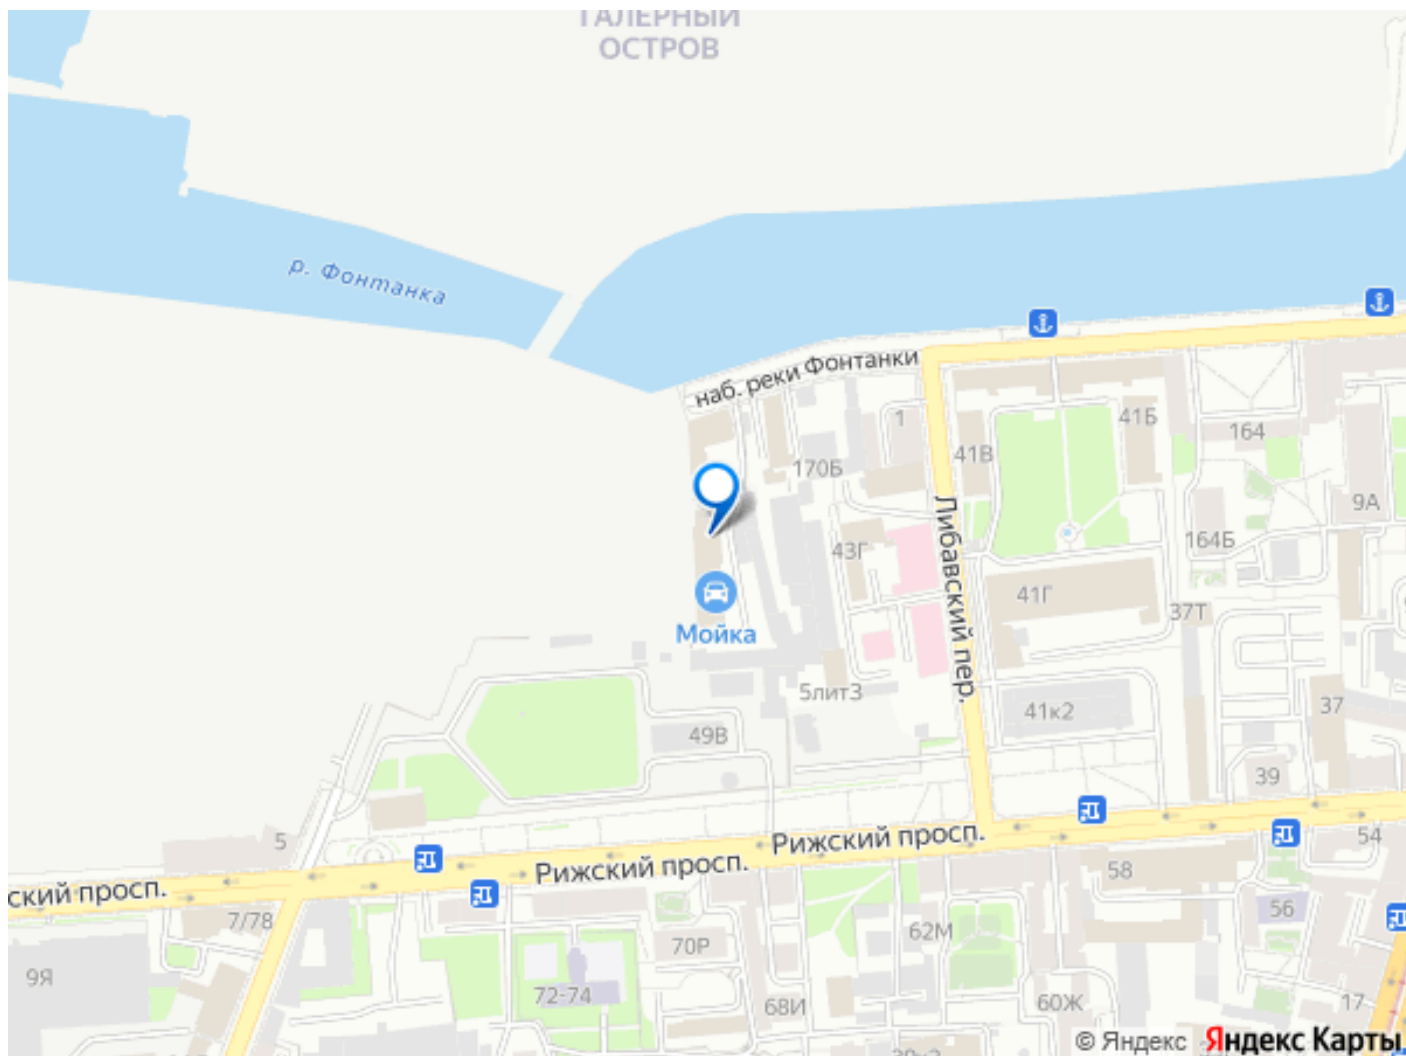 ГАЛЕРНЫЙ
ОСТРОВ
р. Фонтанка
наб. реки Фонтанки
1
41В
41Б
164
170Б
9А
43Г
164Б
Либавский пер.
41Г
37Т
Мойка
5лит3
41к2
37
49В
39
5
Рижский просп.
Рижский просп.
54
58
ский просп.
7/78
56
62М
70Р
9Я
72-74
68И
60Ж
17
© Яндекс Яндекс Карты